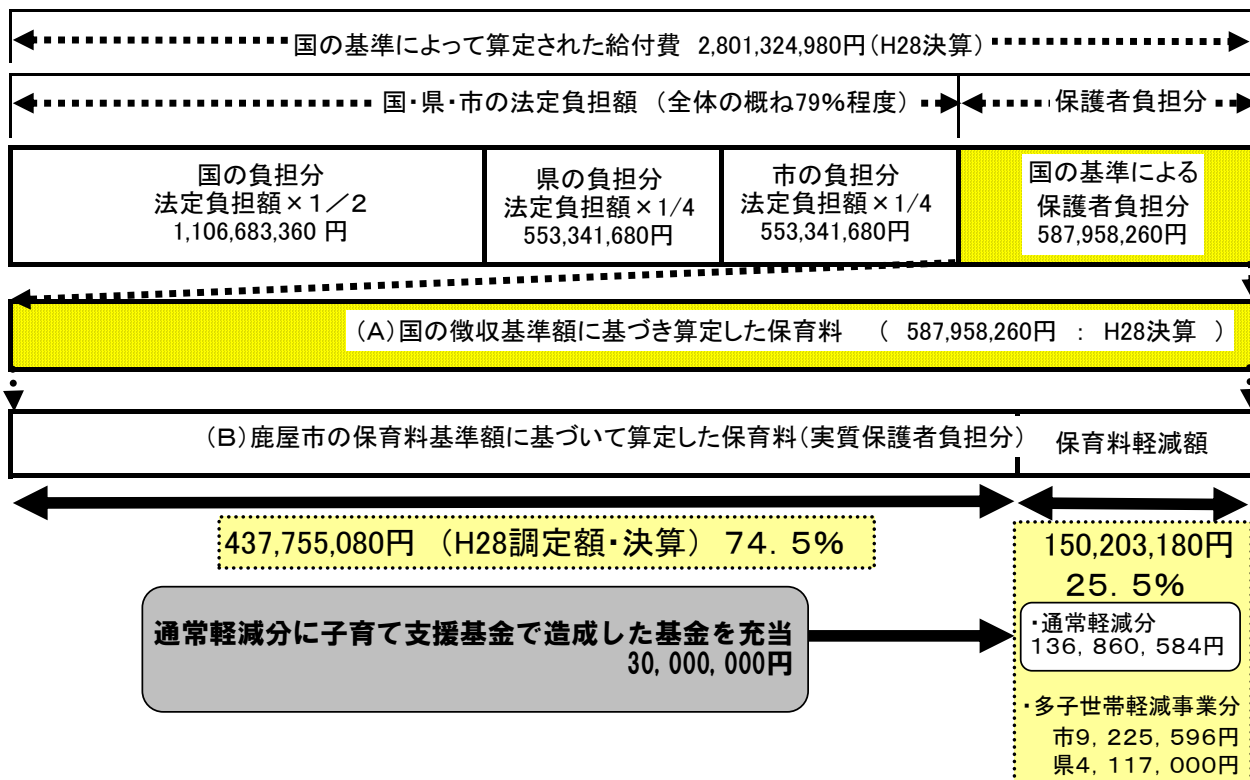 国の基準によって算定された給付費 2,801,324,980円(H28決算)
国・県・市の法定負担額 (全体の概ね79%程度)
保護者負担分
国の負担分
法定負担額×1／2
1,106,683,360 円
県の負担分
法定負担額×1/4
553,341,680円
市の負担分
法定負担額×1/4
553,341,680円
国の基準による
保護者負担分
587,958,260円
(A)国の徴収基準額に基づき算定した保育料 ( 587,958,260円 : H28決算 )
(B)鹿屋市の保育料基準額に基づいて算定した保育料(実質保護者負担分)
保育料軽減額
437,755,080円 (H28調定額・決算) 74.5%
150,203,180円
25.5%
通常軽減分に子育て支援基金で造成した基金を充当
30,000,000円
・通常軽減分
136,860,584円
・多子世帯軽減事業分
市9,225,596円
県4,117,000円